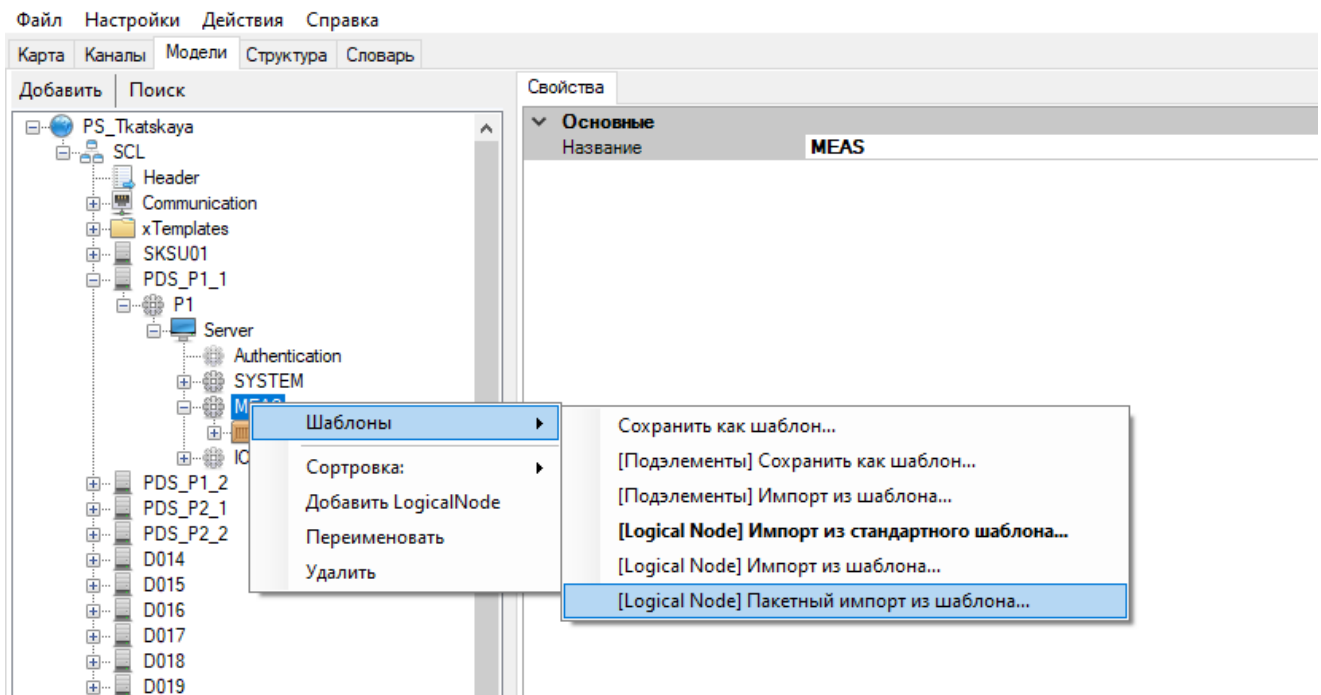 Файл Настройки Действия Справка
Карта Каналы Модели Структура Словарь
Добавить Поиск
Свойства
PS_Tkatskaya
SCL
Header
Communication
xTemplates
SKSU01
PDS_P1_1
P1
Server
Authentication
SYSTEM
MEAS
PDS_P1_2
PDS_P2_1
PDS_P2_2
D014
D015
D016
D017
D018
D019
Основные
Название MEAS
Шаблоны
Сортровка:
Добавить LogicalNode
Переименовать
Удалить
Сохранить как шаблон...
[Подэлементы] Сохранить как шаблон...
[Подэлементы] Импорт из шаблона...
[Logical Node] Импорт из стандартного шаблона...
[Logical Node] Импорт из шаблона...
[Logical Node] Пакетный импорт из шаблона...